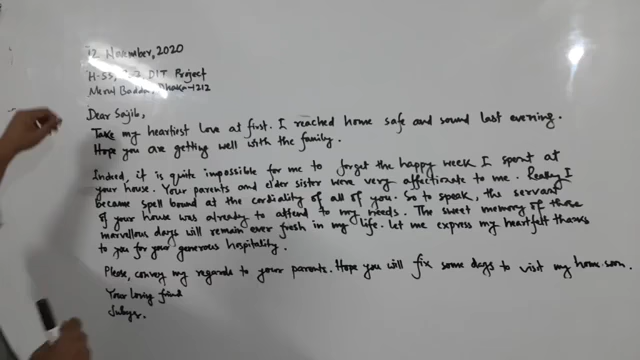 12 November, 2020
H-53, DIT Project
Merul Badda, Dhaka-1212
Dear Sajib,
Take my heartiest love at first. I reached home safe and sound last evening.
Hope you are getting well with the family.
Indeed, it is quite impossible for me to forget the happy week I spent at
your house. Your parents and elder sister were very affectionate to me. Really I
became spell bound at the cordiality of all of you. So to speak, the servant
of your house was already to attend to my needs. The sweet memory of those
marvellous days will remain ever fresh in my life. Let me express my heartfelt thanks
to you for your generous hospitality.
Please, convey my regards to your parents. Hope you will fix some days to visit my home soon.
Your loving friend